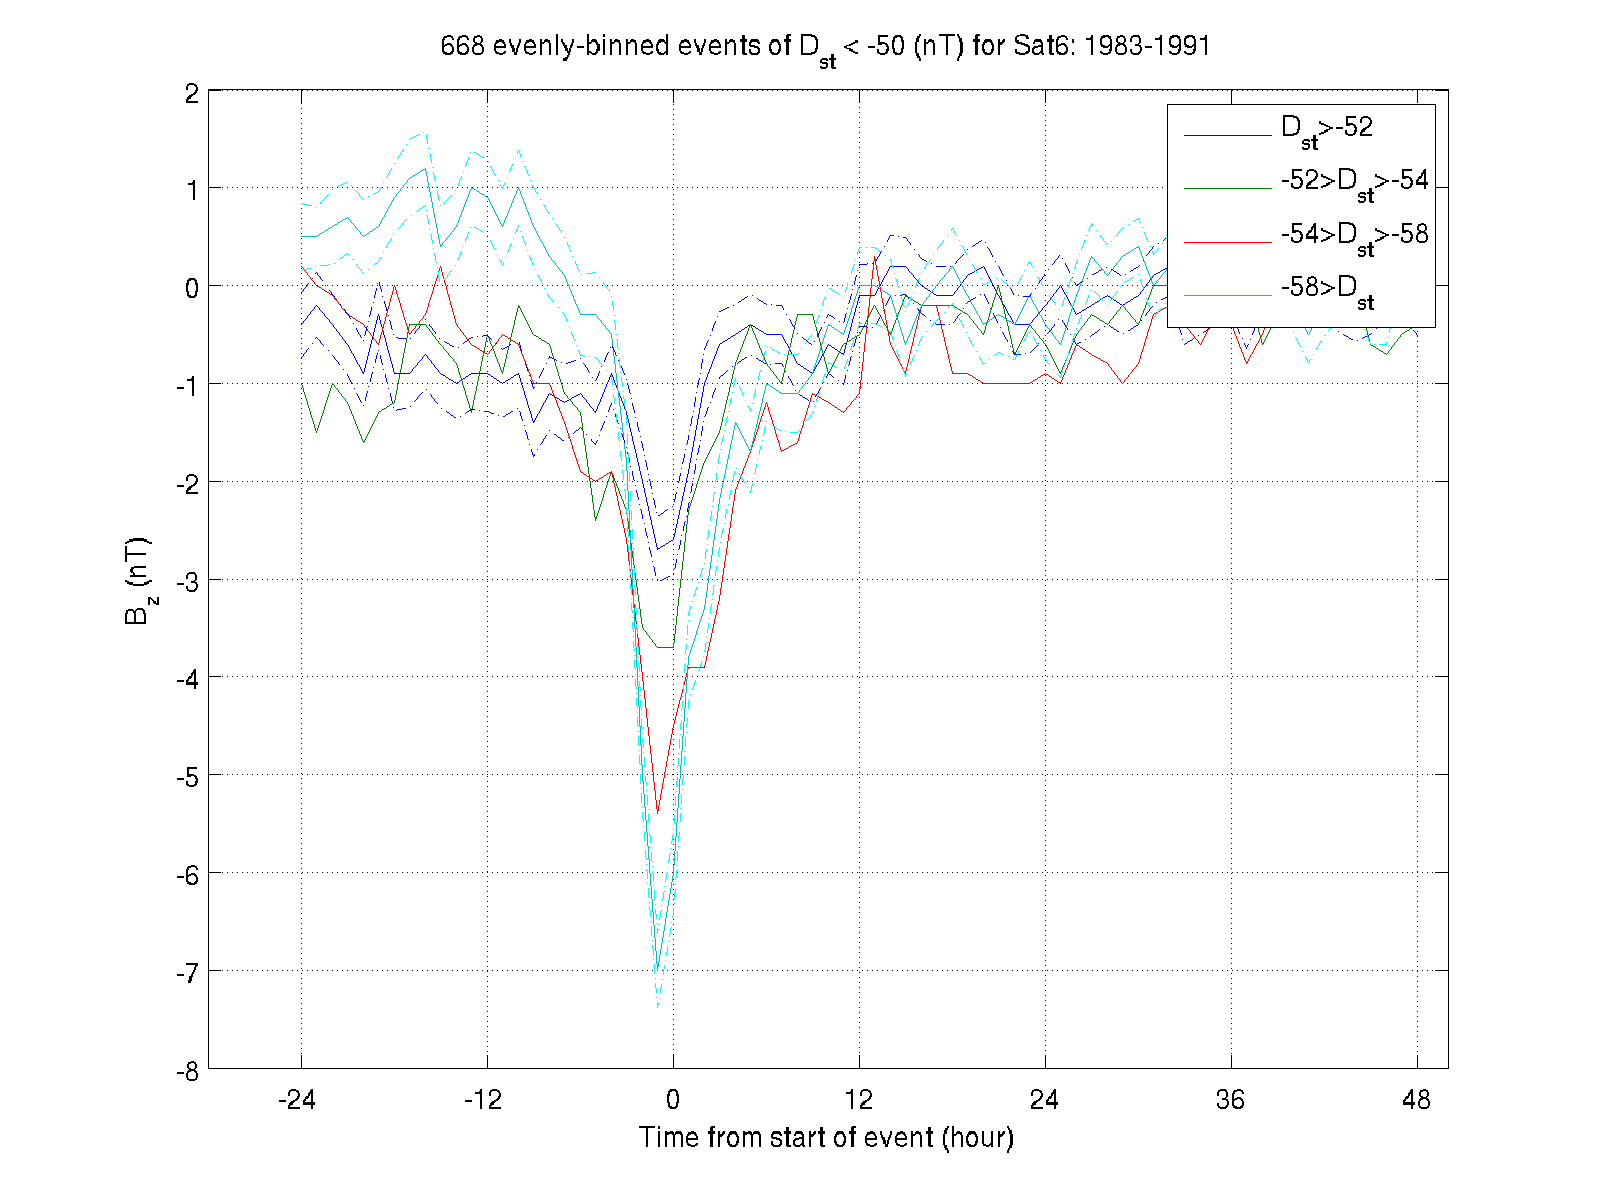 668 evenly-binned events of Dst < -50 (nT) for Sat6: 1983-1991
2
1
0
-1
-2
-3
-4
-5
-6
-7
-8
Bz (nT)
Dst>-52
-52>Dst>-54
-54>Dst>-58
-58>Dst
-24 -12 0 12 24 36 48
Time from start of event (hour)